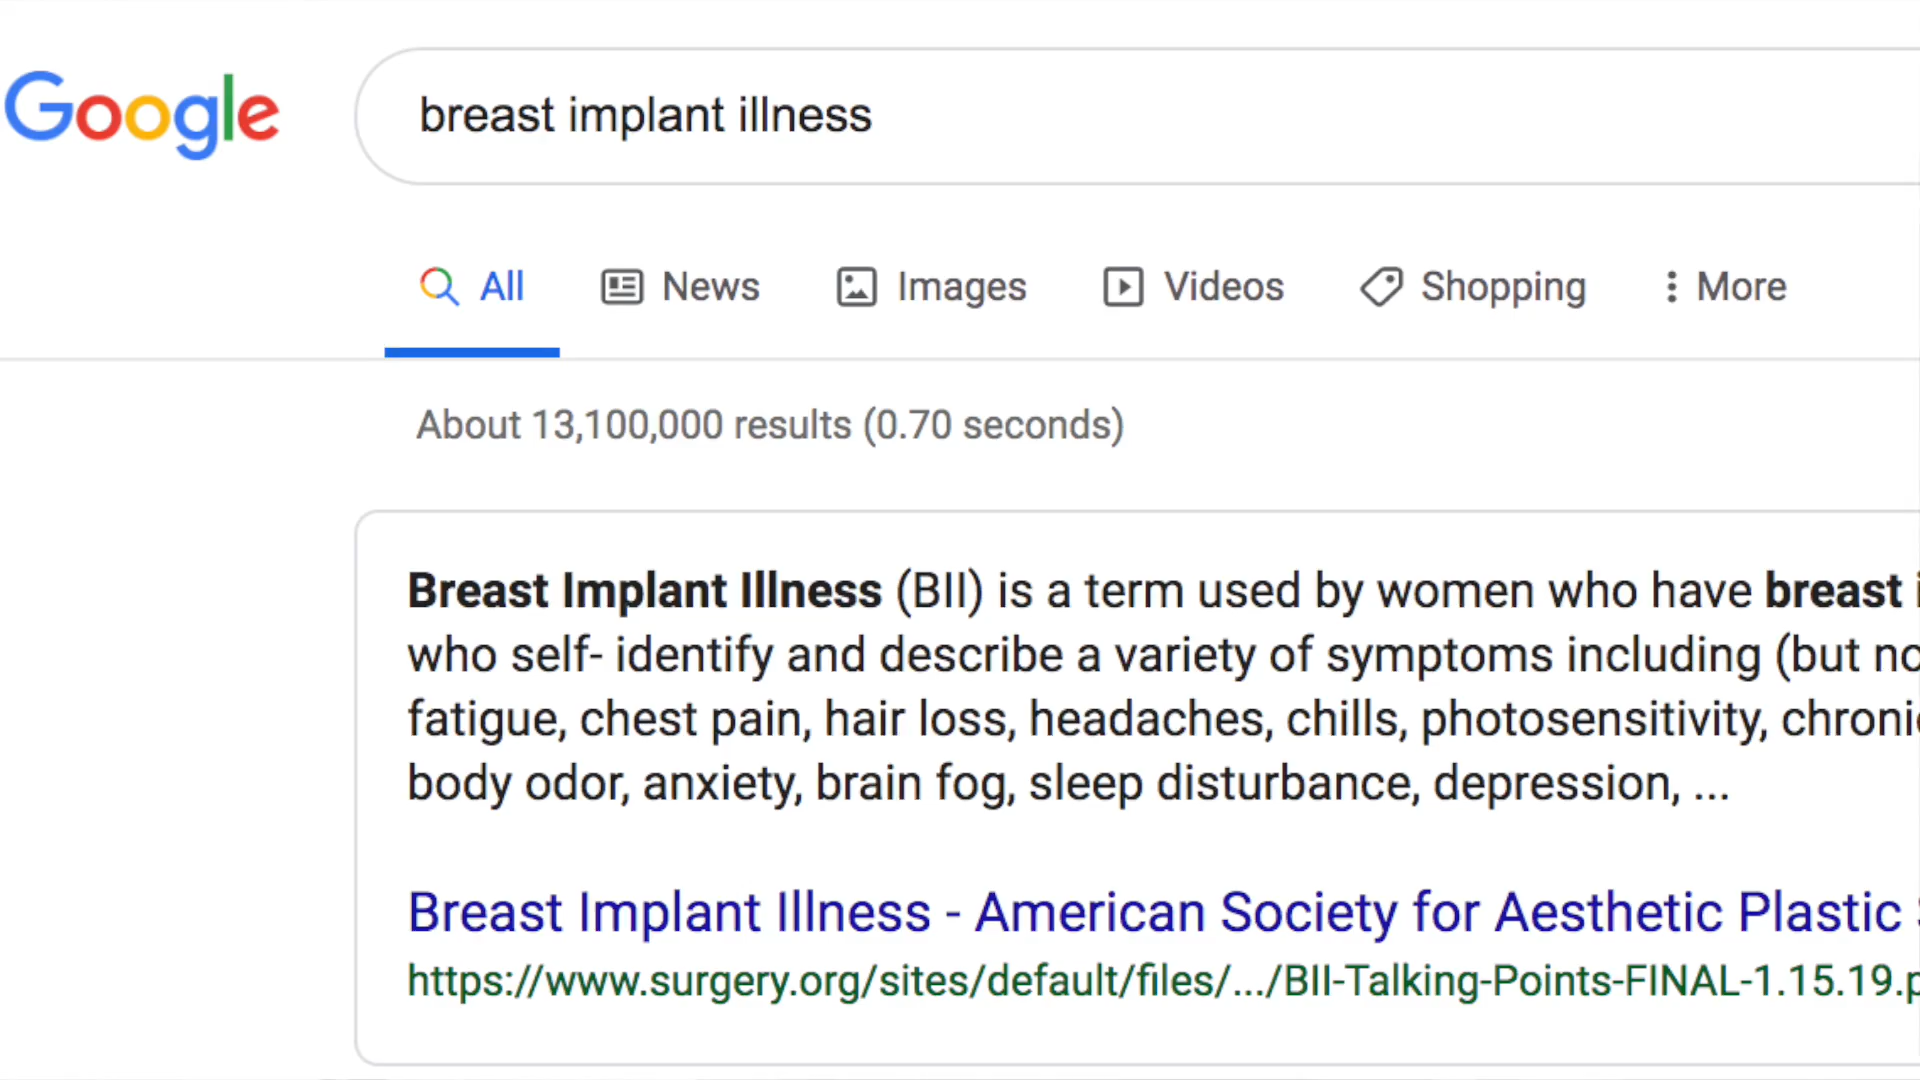 Google
breast implant illness
All News Images Videos Shopping More
About 13,100,000 results (0.70 seconds)
Breast Implant Illness (BII) is a term used by women who have breast
who self- identify and describe a variety of symptoms including (but
fatigue, chest pain, hair loss, headaches, chills, photosensitivity,
body odor, anxiety, brain fog, sleep disturbance, depression, ...
Breast Implant Illness - American Society for Aesthetic Plastic
https://www.surgery.org/sites/default/files/.../BII-Talking-Points-FINAL-1.15.19.p